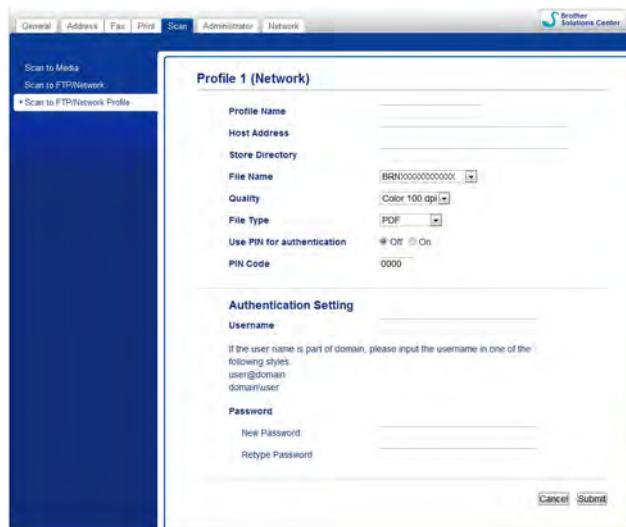 General Address Fax Print Scan Administrator Network
Brother
Solutions Center
Scan to Media
Scan to FTP/Network
• Scan to FTP/Network Profile
Profile 1 (Network)
Profile Name
Host Address
Store Directory
File Name BRNXXXXXXXXXXXX
Quality Color 100 dpi
File Type PDF
Use PIN for authentication Off On
PIN Code 0000
Authentication Setting
Username
If the user name is part of domain, please input the username in one of the
following styles.
user@domain
domain\user
Password
New Password
Retype Password
Cancel Submit